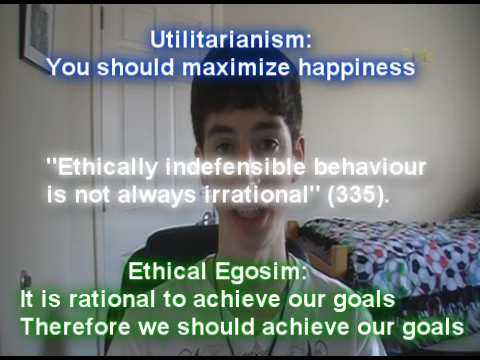 Utilitarianism:
You should maximize happiness
"Ethically indefensible behaviour
is not always irrational" (335).
Ethical Egosim:
It is rational to achieve our goals
Therefore we should achieve our goals